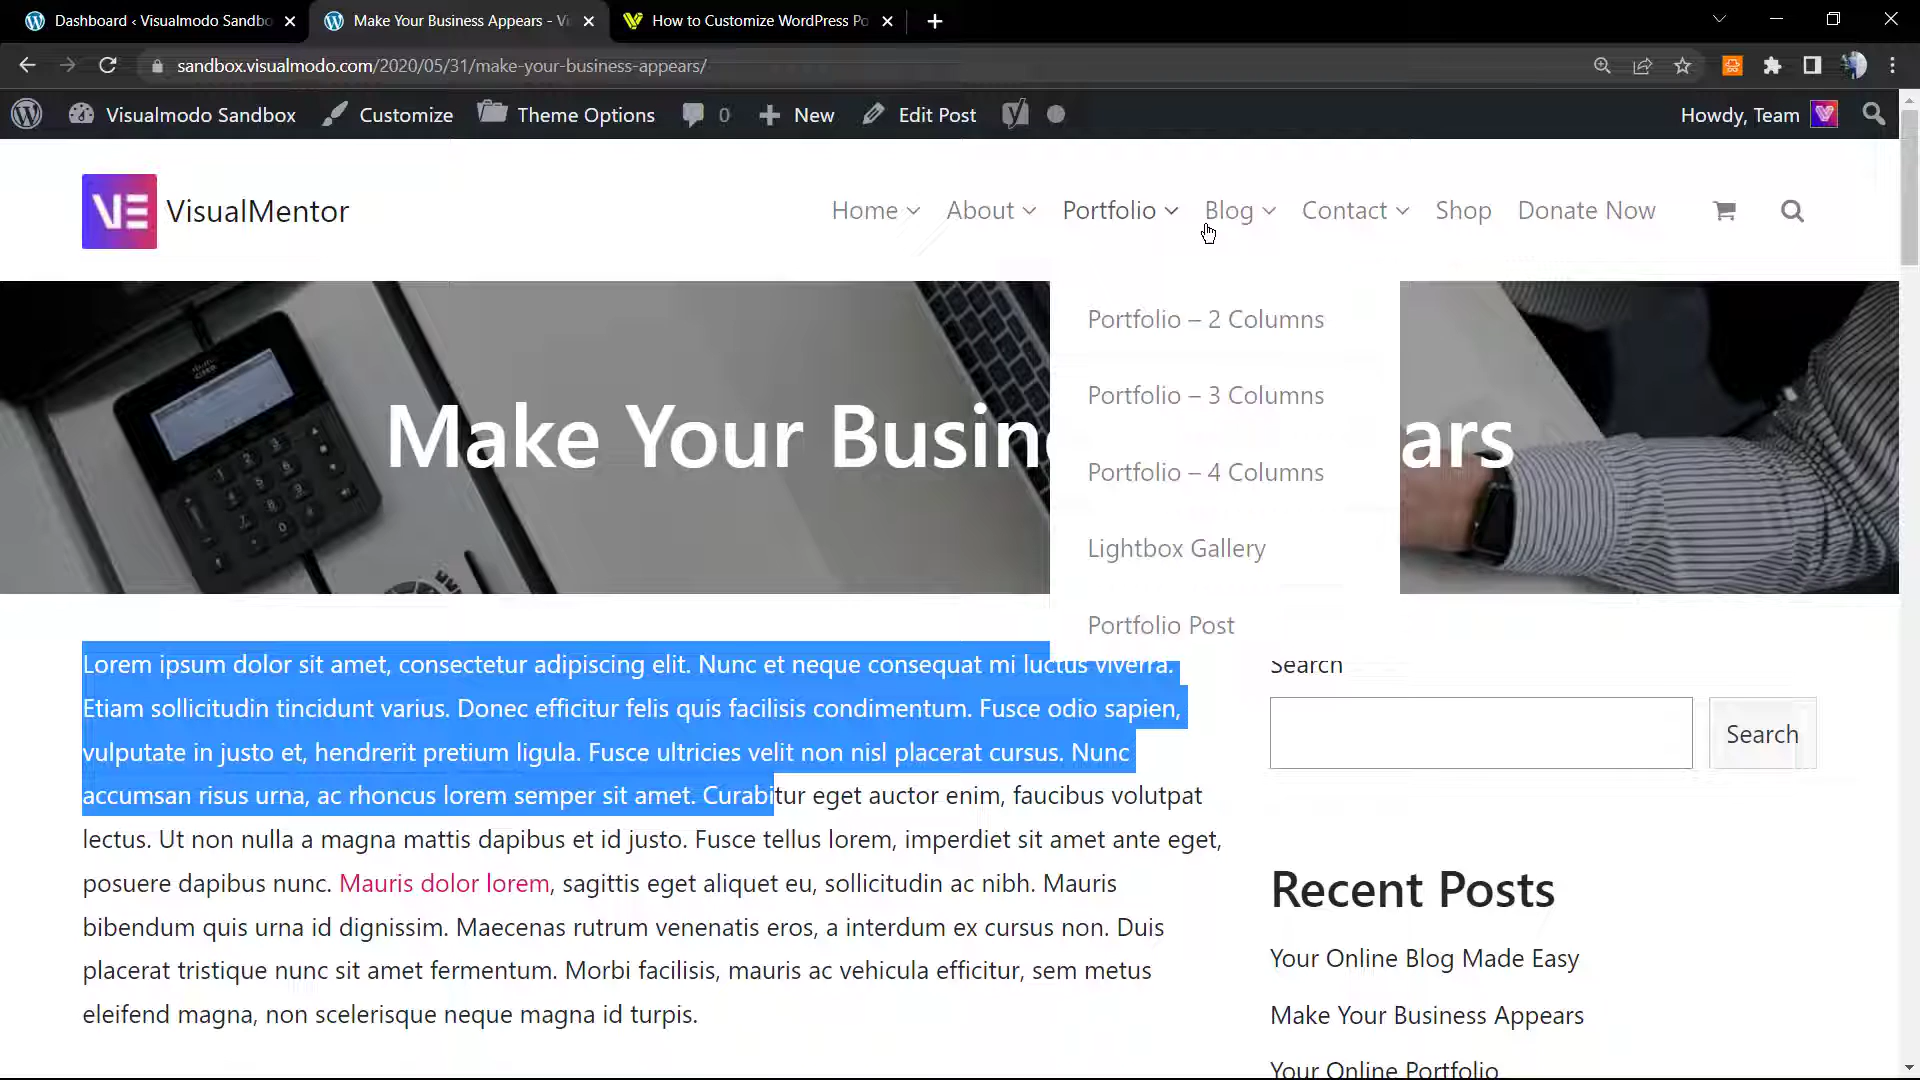 Dashboard ‹ Visualmodo Sandbo
Make Your Business Appears - Vi
How to Customize WordPress Po
sandbox.visualmodo.com/2020/05/31/make-your-business-appears/
Visualmodo Sandbox
Customize
Theme Options
0
New
Edit Post
Howdy, Team
VisualMentor
Home
About
Portfolio
Blog
Contact
Shop
Donate Now
Portfolio – 2 Columns
Portfolio – 3 Columns
Portfolio – 4 Columns
Lightbox Gallery
Portfolio Post
Make Your Busine ars
Lorem ipsum dolor sit amet, consectetur adipiscing elit. Nunc et neque consequat mi luctus viverra.
Etiam sollicitudin tincidunt varius. Donec efficitur felis quis facilisis condimentum. Fusce odio sapien,
vulputate in justo et, hendrerit pretium ligula. Fusce ultricies velit non nisl placerat cursus. Nunc
accumsan risus urna, ac rhoncus lorem semper sit amet. Curabitur eget auctor enim, faucibus volutpat
lectus. Ut non nulla a magna mattis dapibus et id justo. Fusce tellus lorem, imperdiet sit amet ante eget,
posuere dapibus nunc. Mauris dolor lorem, sagittis eget aliquet eu, sollicitudin ac nibh. Mauris
bibendum quis urna id dignissim. Maecenas rutrum venenatis eros, a interdum ex cursus non. Duis
placerat tristique nunc sit amet fermentum. Morbi facilisis, mauris ac vehicula efficitur, sem metus
eleifend magna, non scelerisque neque magna id turpis.
Search
Search
Recent Posts
Your Online Blog Made Easy
Make Your Business Appears
Your Online Portfolio